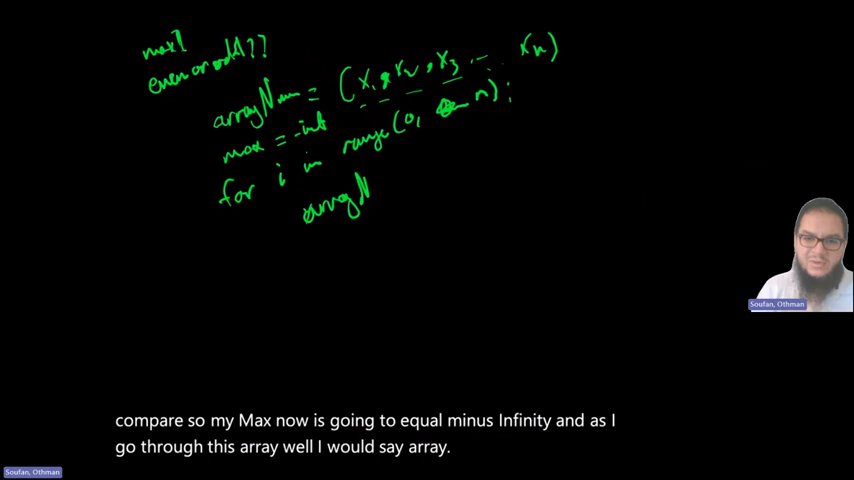 max?
even or odd??
arrayNum = (x1, x2, x3 ... xn)
max = -inf
for i in range(0, n):
arrayN
Soufan, Othman
compare so my Max now is going to equal minus Infinity and as I
go through this array well I would say array.
Soufan, Othman